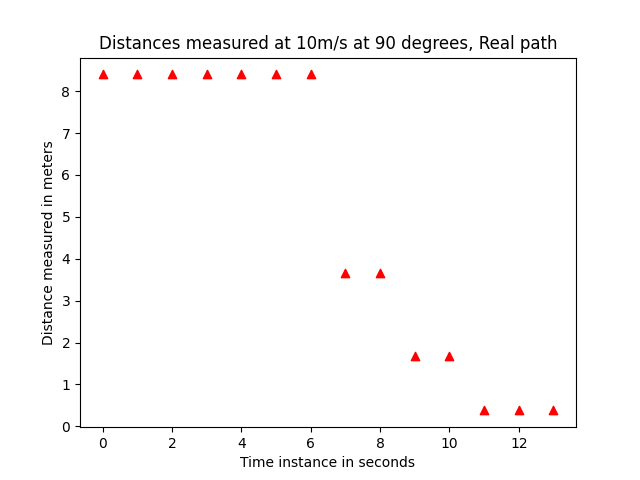 Distances measured at 10m/s at 90 degrees, Real path
8
7
6
5
4
3
2
1
0
Distance measured in meters
0 2 4 6 8 10 12
Time instance in seconds